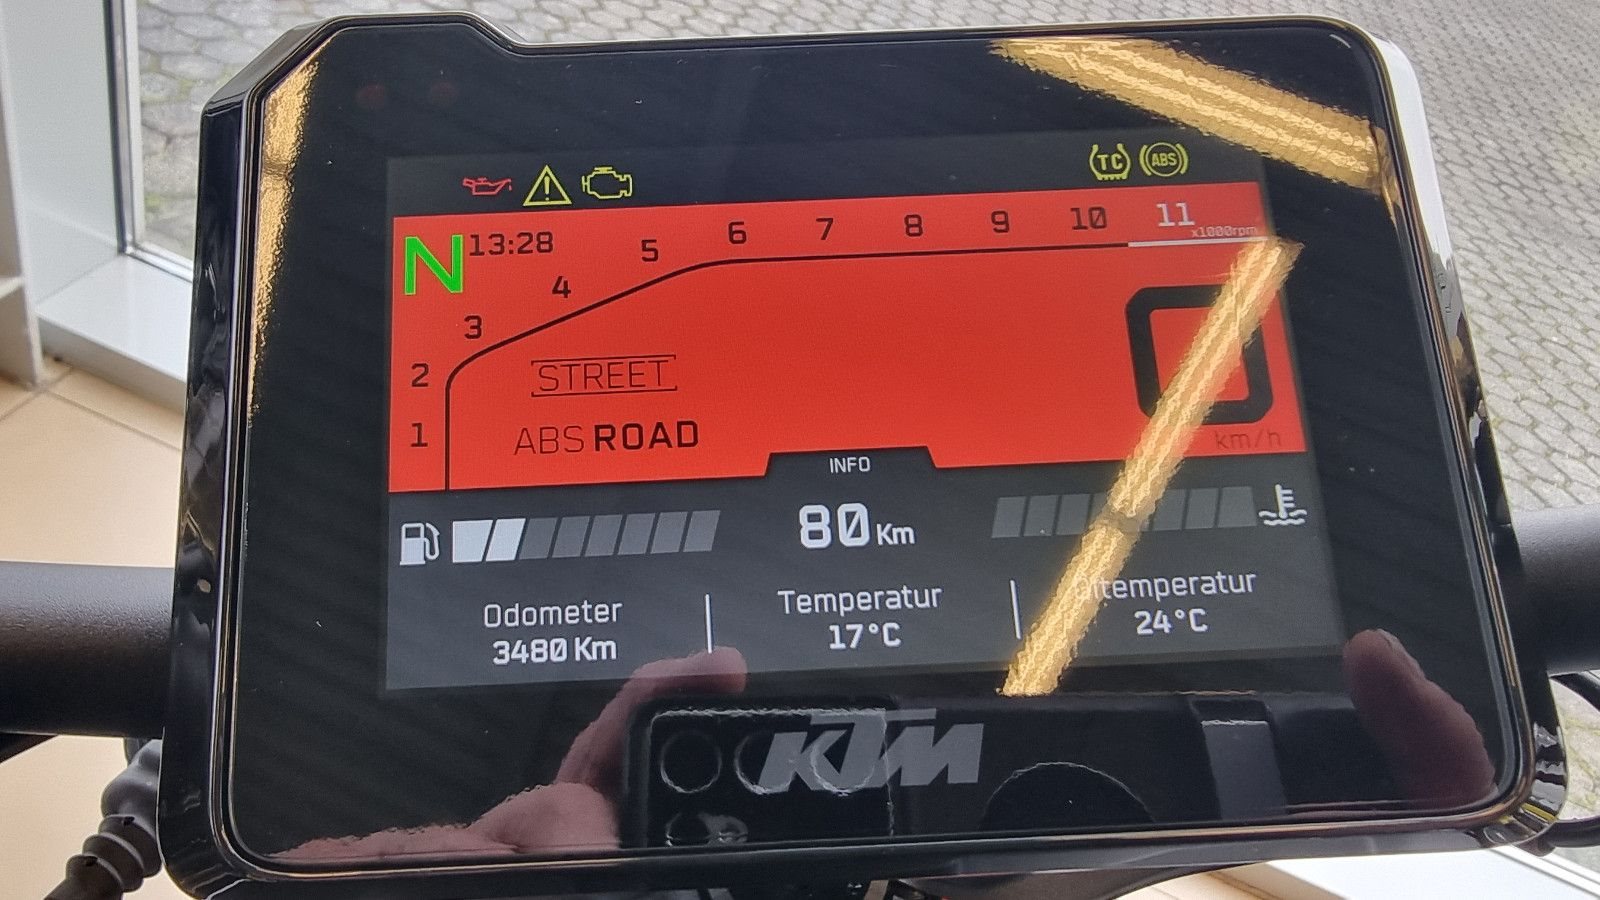 TC ABS
N 13:28
1 2 3 4 5 6 7 8 9 10 11
x1000rpm
STREET
0
km/h
ABS ROAD
INFO
80 Km
Odometer Temperatur Öltemperatur
3480 Km 17°C 24°C
KTM